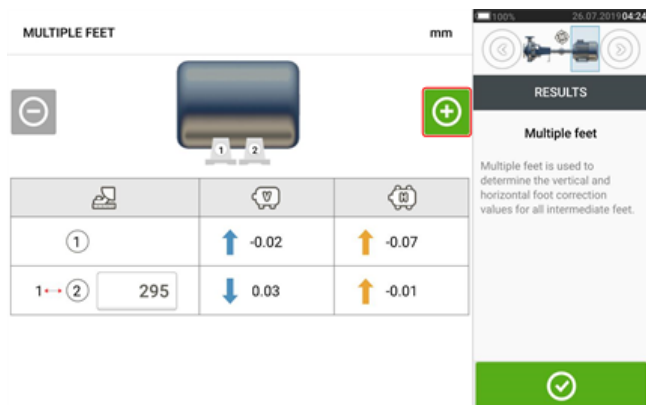 MULTIPLE FEET mm
1 2
V H
1 -0.02 -0.07
1↔2 295 0.03 -0.01
100% 26.07.2019 04:24
RESULTS
Multiple feet
Multiple feet is used to
determine the vertical and
horizontal foot correction
values for all intermediate feet.